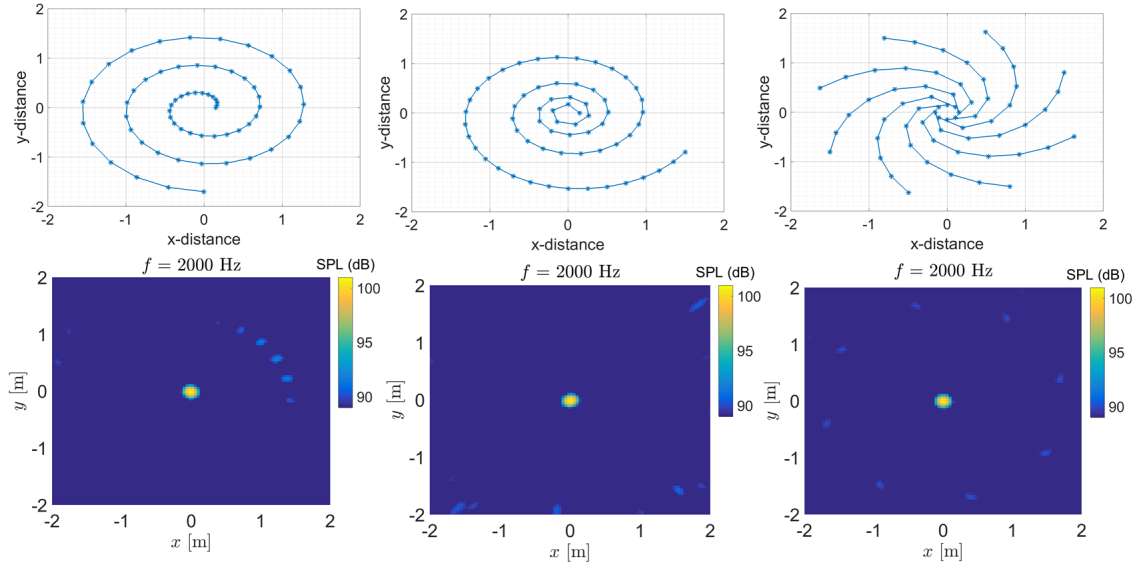 2
1
0
-1
-2
y-distance
-2 -1 0 1 2
x-distance
2
1
0
-1
-2
y-distance
-2 -1 0 1 2
x-distance
2
1
0
-1
-2
y-distance
-2 -1 0 1 2
x-distance
f = 2000 Hz
SPL (dB)
2
1
0
-1
-2
y [m]
100
95
90
-2 -1 0 1 2
x [m]
f = 2000 Hz
SPL (dB)
2
1
0
-1
-2
y [m]
100
95
90
-2 -1 0 1 2
x [m]
f = 2000 Hz
SPL (dB)
2
1
0
-1
-2
y [m]
100
95
90
-2 -1 0 1 2
x [m]